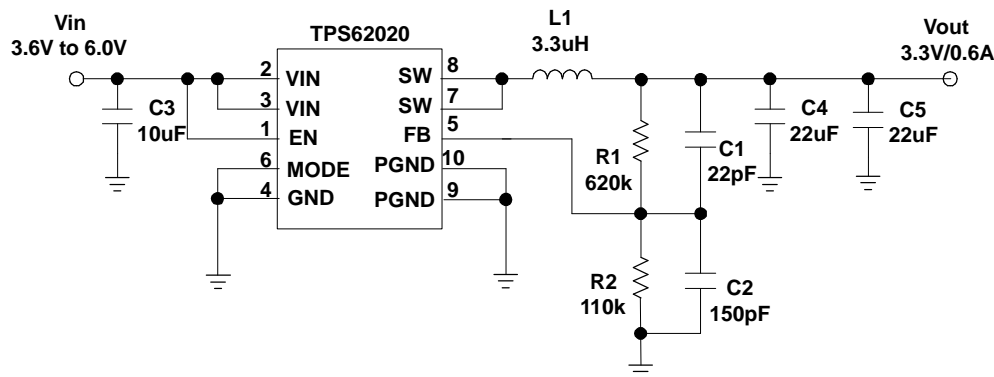 Vin
3.6V to 6.0V
TPS62020
L1
3.3uH
Vout
3.3V/0.6A
2 VIN
3 VIN
1 EN
6 MODE
4 GND
SW 8
SW 7
FB 5
PGND 10
PGND 9
C3
10uF
R1
620k
C1
22pF
C4
22uF
C5
22uF
R2
110k
C2
150pF